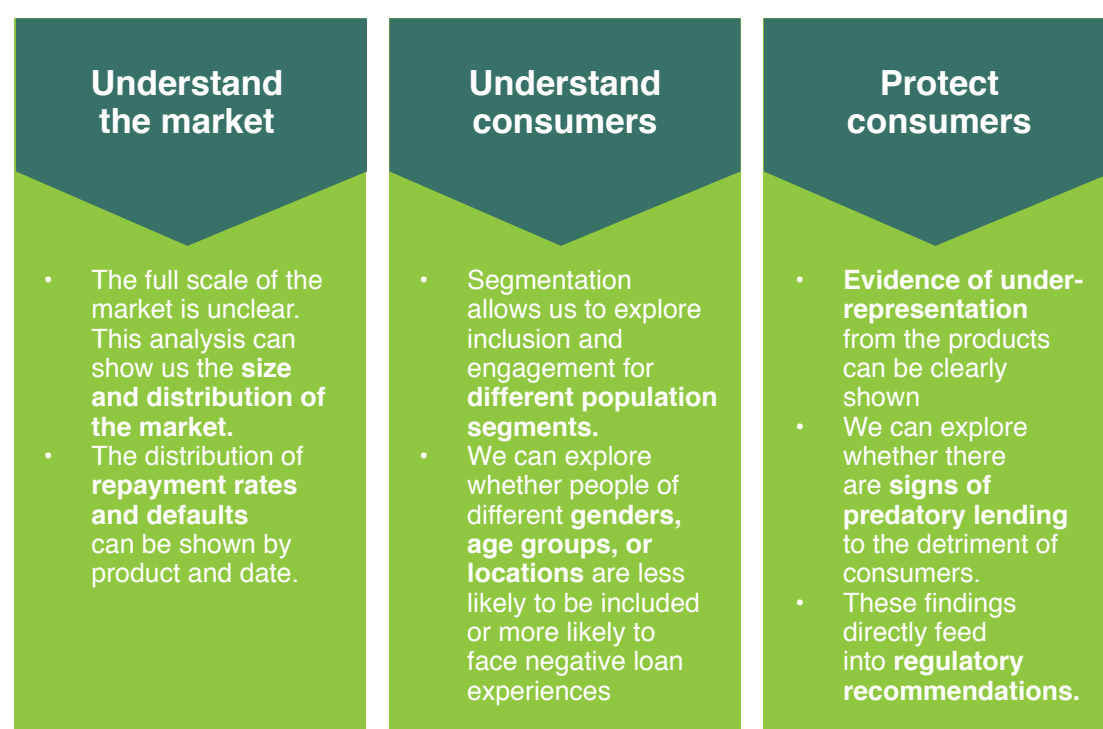 Understand
the market
• The full scale of the
market is unclear.
This analysis can
show us the size
and distribution of
the market.
• The distribution of
repayment rates
and defaults
can be shown by
product and date.
Understand
consumers
• Segmentation
allows us to explore
inclusion and
engagement for
different population
segments.
• We can explore
whether people of
different genders,
age groups, or
locations are less
likely to be included
or more likely to
face negative loan
experiences
Protect
consumers
• Evidence of under-
representation
from the products
can be clearly
shown
• We can explore
whether there
are signs of
predatory lending
to the detriment of
consumers.
• These findings
directly feed
into regulatory
recommendations.